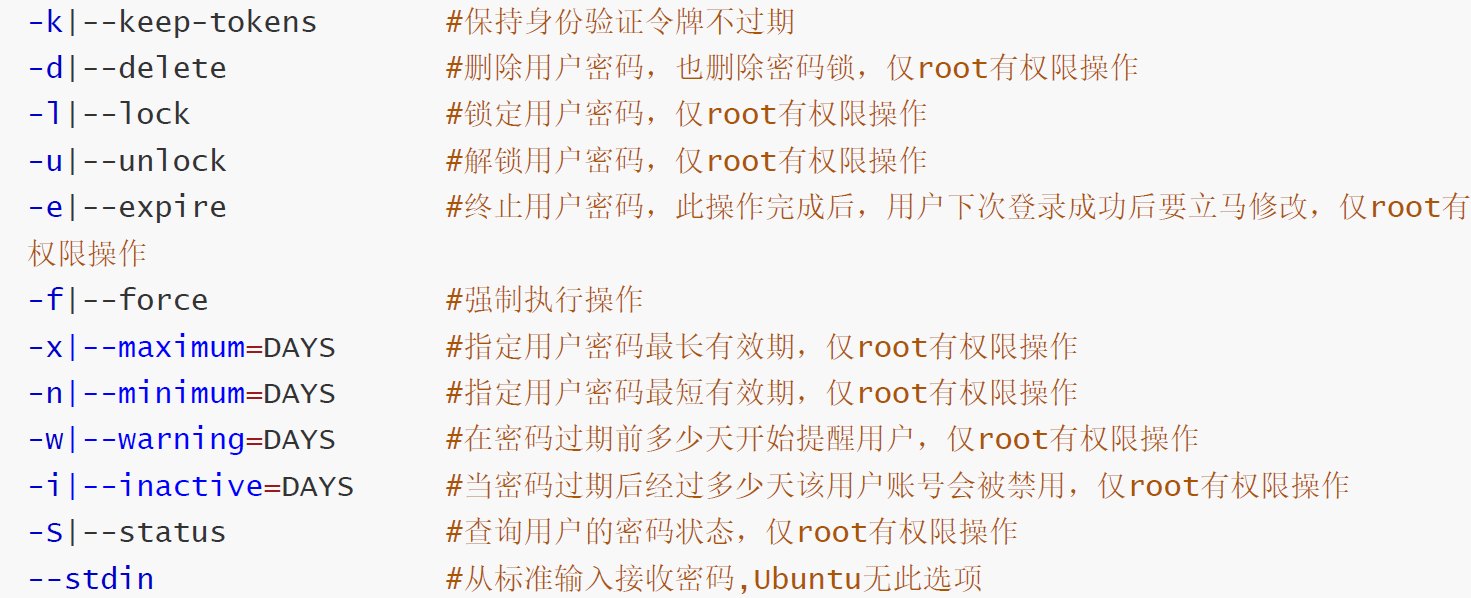 -k|--keep-tokens #保持身份验证令牌不过期
-d|--delete #删除用户密码，也删除密码锁，仅root有权限操作
-l|--lock #锁定用户密码，仅root有权限操作
-u|--unlock #解锁用户密码，仅root有权限操作
-e|--expire #终止用户密码，此操作完成后，用户下次登录成功后要立马修改，仅root有
权限操作
-f|--force #强制执行操作
-x|--maximum=DAYS #指定用户密码最长有效期，仅root有权限操作
-n|--minimum=DAYS #指定用户密码最短有效期，仅root有权限操作
-w|--warning=DAYS #在密码过期前多少天开始提醒用户，仅root有权限操作
-i|--inactive=DAYS #当密码过期后经过多少天该用户账号会被禁用，仅root有权限操作
-S|--status #查询用户的密码状态，仅root有权限操作
--stdin #从标准输入接收密码,Ubuntu无此选项